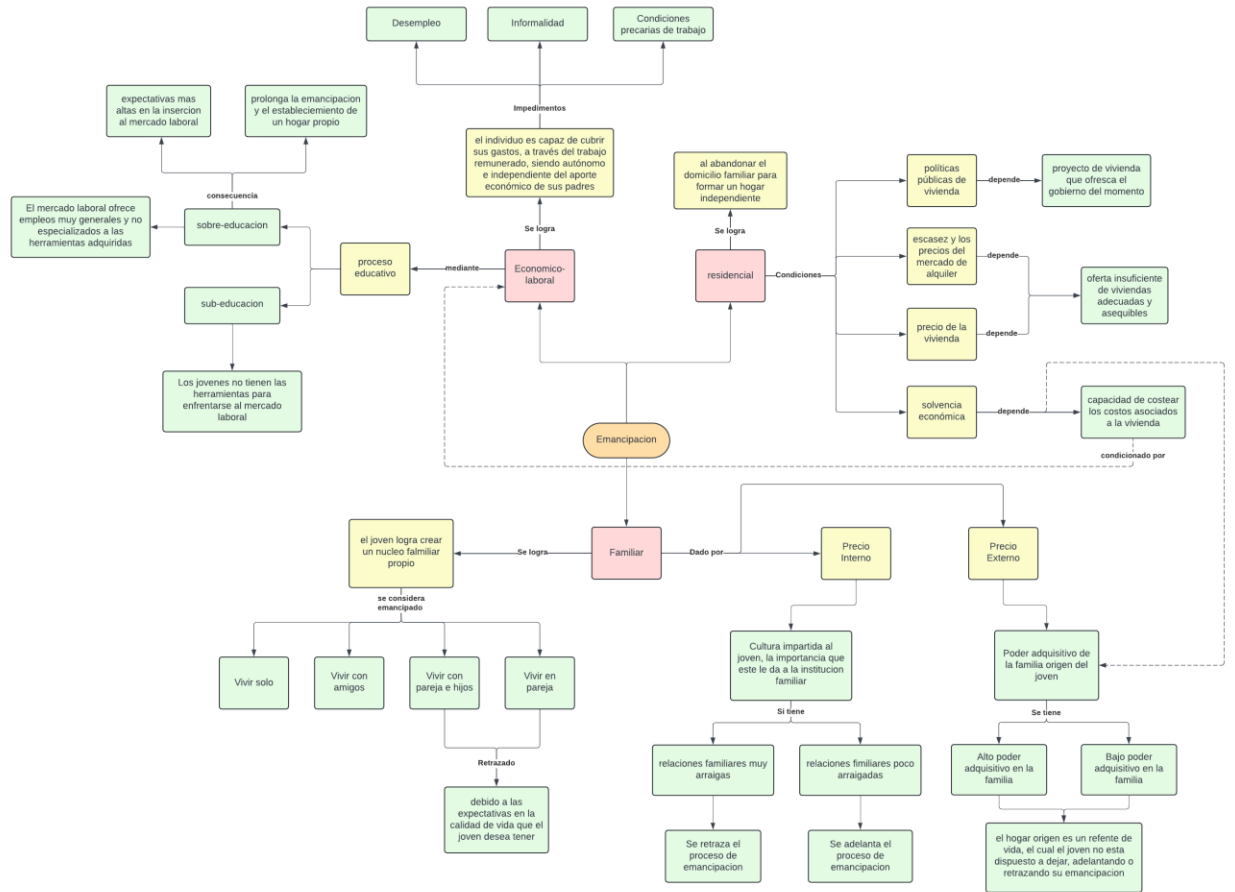 Desempleo
Informalidad
Condiciones
precarias de trabajo
Impedimentos
expectativas mas
altas en la insercion
al mercado laboral
prolonga la emancipacion
y el estableciemiento de
un hogar propio
consecuencia
el individuo es capaz de cubrir
sus gastos, a través del trabajo
remunerado, siendo autónomo
e independiente del aporte
económico de sus padres
Se logra
al abandonar el
domicilio familiar para
formar un hogar
independiente
Se logra
El mercado laboral ofrece
empleos muy generales y no
especializados a las
herramientas adquiridas
sobre-educacion
sub-educacion
Los jovenes no tienen las
herramientas para
enfrentarse al mercado
laboral
proceso
educativo
mediante
Economico-
laboral
residencial
Condiciones
políticas
públicas de
vivienda
depende
proyecto de vivienda
que ofresca el
gobierno del momento
escasez y los
precios del
mercado de
alquiler
depende
oferta insuficiente
de viviendas
adecuadas y
asequibles
precio de la
vivienda
depende
solvencia
económica
depende
capacidad de costear
los costos asociados
a la vivienda
condicionado por
Emancipacion
el joven logra crear
un nucleo falmiliar
propio
Se logra
Familiar
Dado por
Precio
Interno
Precio
Externo
se considera
emancipado
Vivir solo
Vivir con
amigos
Vivir con
pareja e hijos
Vivir en
pareja
Retrazado
debido a las
expectativas en la
calidad de vida que el
joven desea tener
Cultura impartida al
joven, la importancia que
este le da a la institucion
familiar
Si tiene
relaciones familiares muy
arraigas
relaciones fimiliares poco
arraigadas
Se retraza el
proceso de
emancipacion
Se adelanta el
proceso de
emancipacion
Poder adquisitivo de
la familia origen del
joven
Se tiene
Alto poder
adquisitivo en la
familia
Bajo poder
adquisitivo en la
familia
el hogar origen es un refente de
vida, el cual el joven no esta
dispuesto a dejar, adelantando o
retrazando su emancipacion